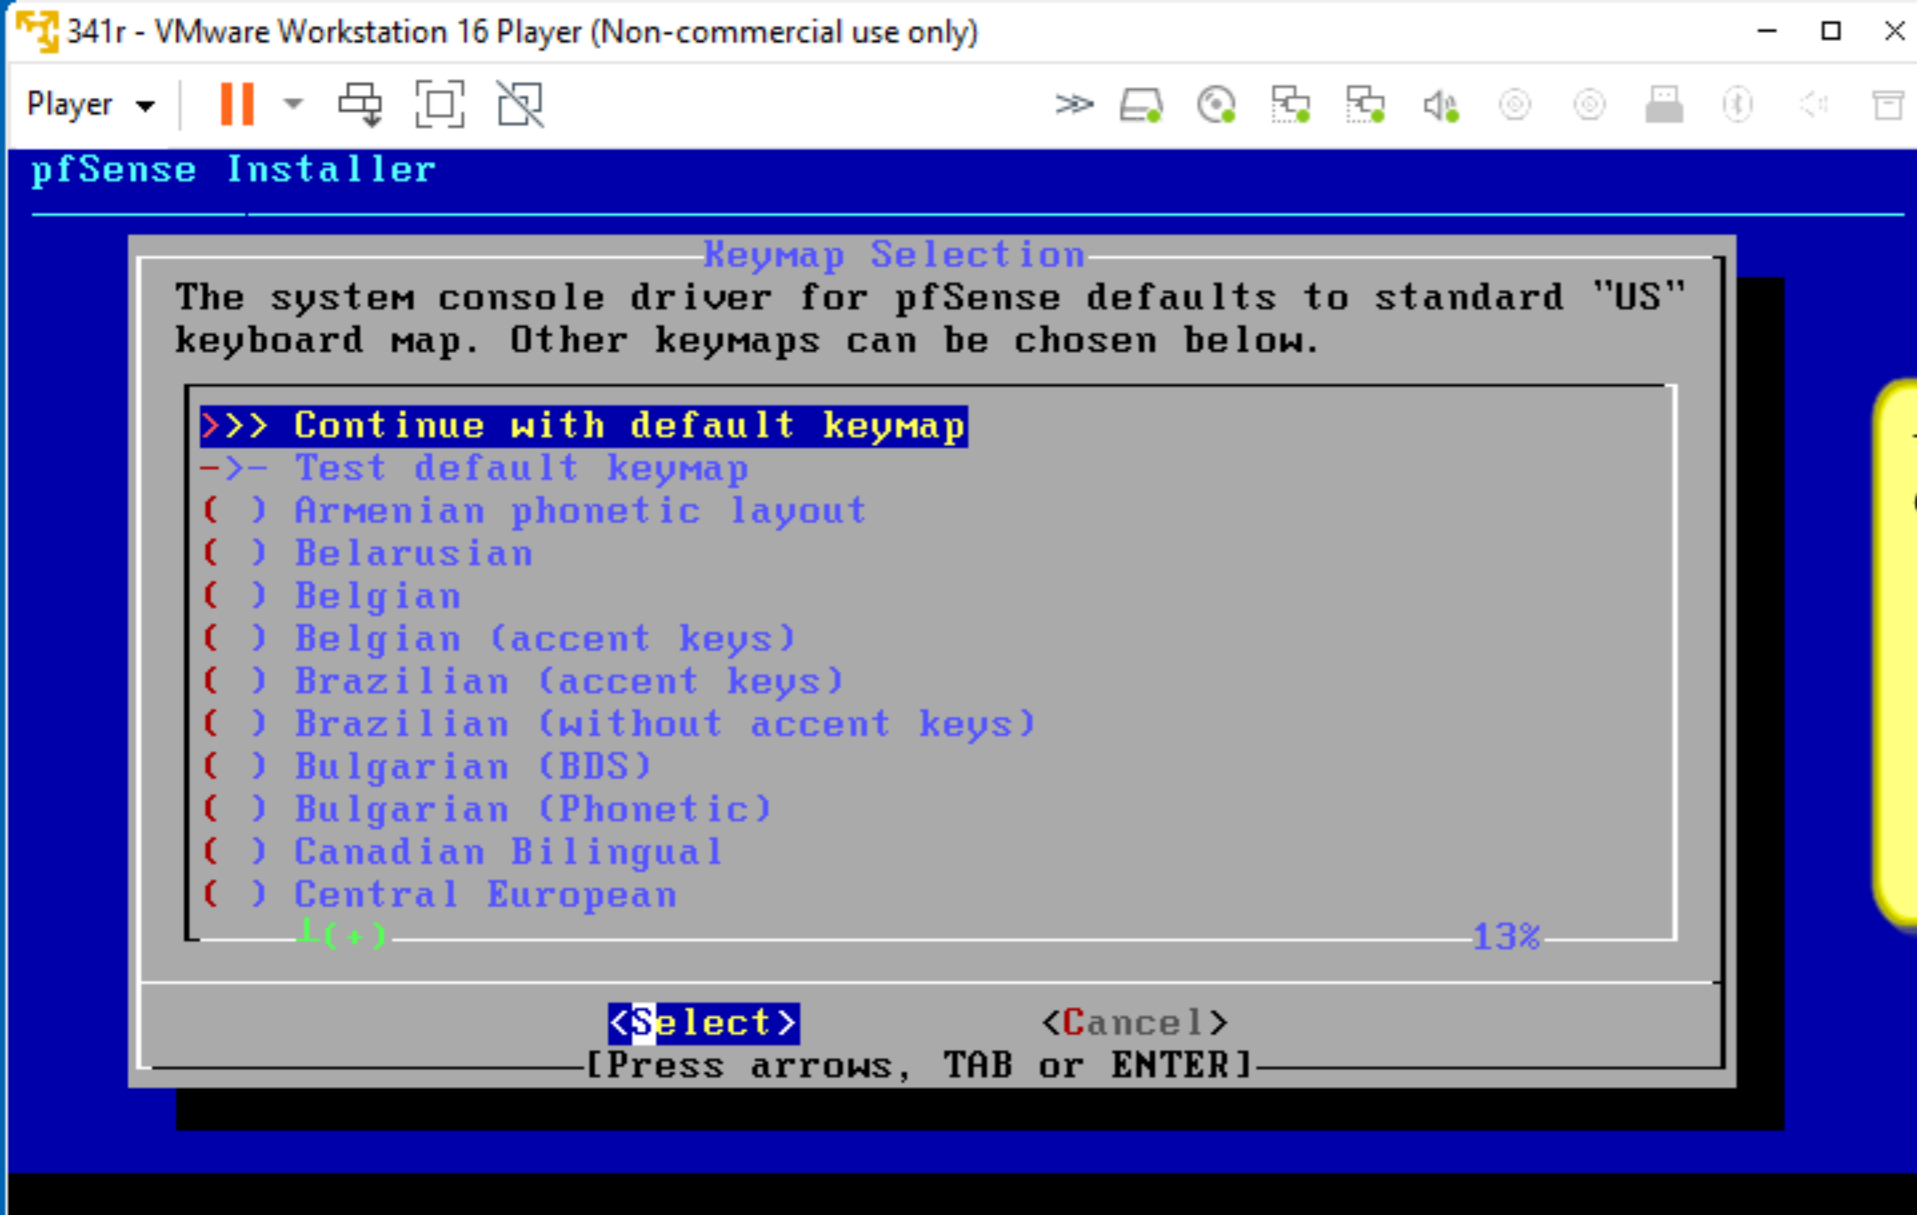 341r - VMware Workstation 16 Player (Non-commercial use only)
Player
pfSense Installer
Keymap Selection
The system console driver for pfSense defaults to standard "US"
keyboard map. Other keymaps can be chosen below.
>>> Continue with default keymap
->- Test default keymap
( ) Armenian phonetic layout
( ) Belarusian
( ) Belgian
( ) Belgian (accent keys)
( ) Brazilian (accent keys)
( ) Brazilian (without accent keys)
( ) Bulgarian (BDS)
( ) Bulgarian (Phonetic)
( ) Canadian Bilingual
( ) Central European
┴(+) 13%
<Select> <Cancel>
[Press arrows, TAB or ENTER]